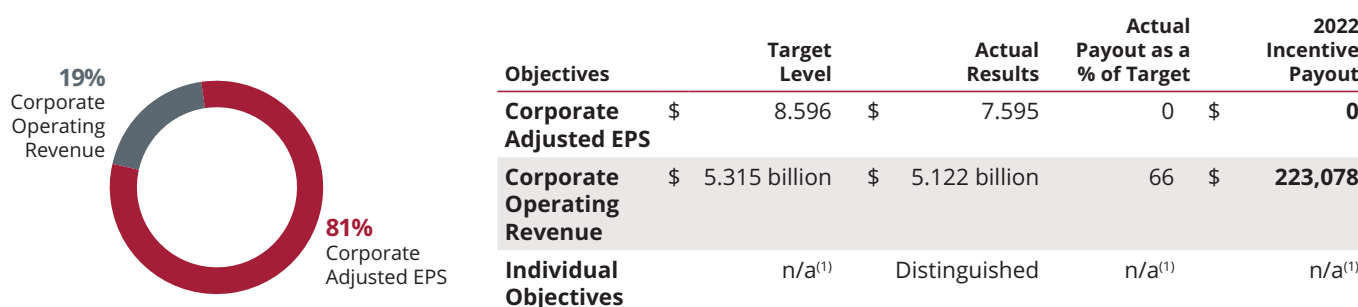 19%
Corporate
Operating
Revenue
81%
Corporate
Adjusted EPS
Objectives
Target
Level
Actual
Results
Actual
Payout as a
% of Target
2022
Incentive
Payout
Corporate $ 8.596 $ 7.595 0 $ 0
Adjusted EPS
Corporate $ 5.315 billion $ 5.122 billion 66 $ 223,078
Operating
Revenue
Individual n/a(1) Distinguished n/a(1) n/a(1)
Objectives